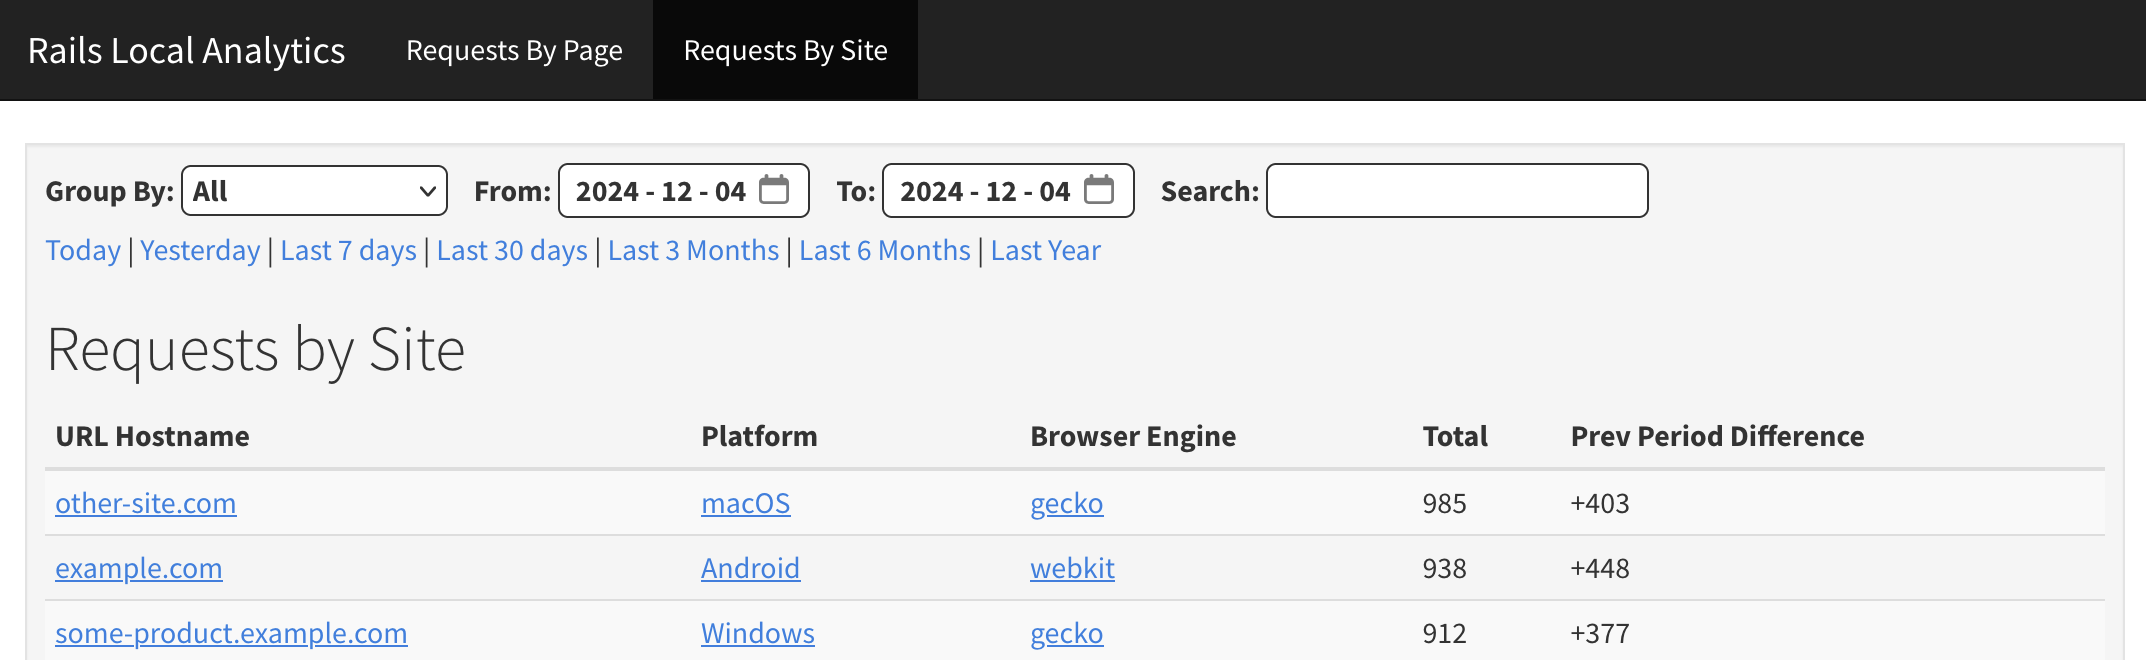 Rails Local Analytics Requests By Page Requests By Site
Group By: All From: 2024 - 12 - 04 To: 2024 - 12 - 04 Search:
Today | Yesterday | Last 7 days | Last 30 days | Last 3 Months | Last 6 Months | Last Year
Requests by Site
URL Hostname Platform Browser Engine Total Prev Period Difference
other-site.com macOS gecko 985 +403
example.com Android webkit 938 +448
some-product.example.com Windows gecko 912 +377